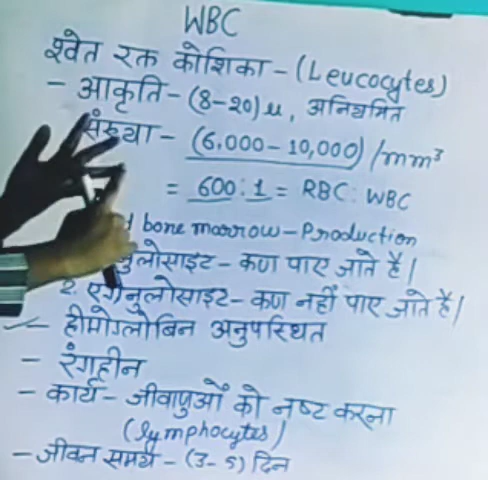 WBC
श्वेत रक्त कोशिका - (Leucocytes)
- आकृति - (8-20) u, अनियमित
संख्या - (6,000 - 10,000) / mm³
= 600 : 1 = RBC : WBC
bone marrow - Production
नुलोसाइट - कण पाए जाते है।
2. एग्रेनुलोसाइट - कण नहीं पाए जाते है।
- हीमोग्लोबिन अनुपस्थित
- रंगहीन
- कार्य - जीवाणुओं को नष्ट करना
(lymphocytes)
- जीवन समय - (3-5) दिन